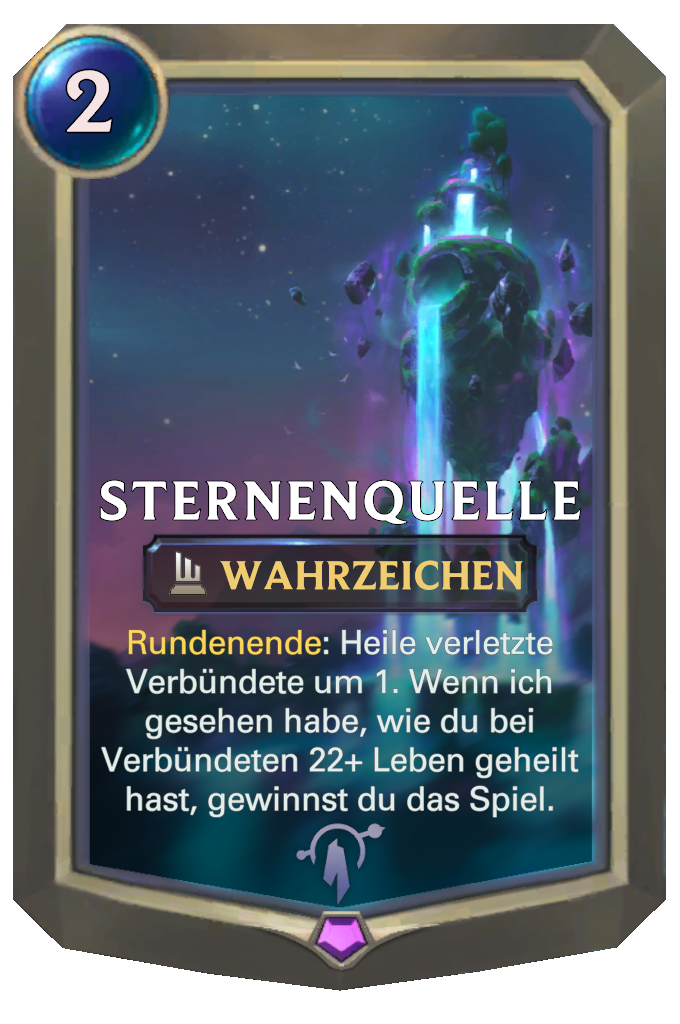 2
STERNENQUELLE
WAHRZEICHEN
Rundenende: Heile verletzte
Verbündete um 1. Wenn ich
gesehen habe, wie du bei
Verbündeten 22+ Leben geheilt
hast, gewinnst du das Spiel.